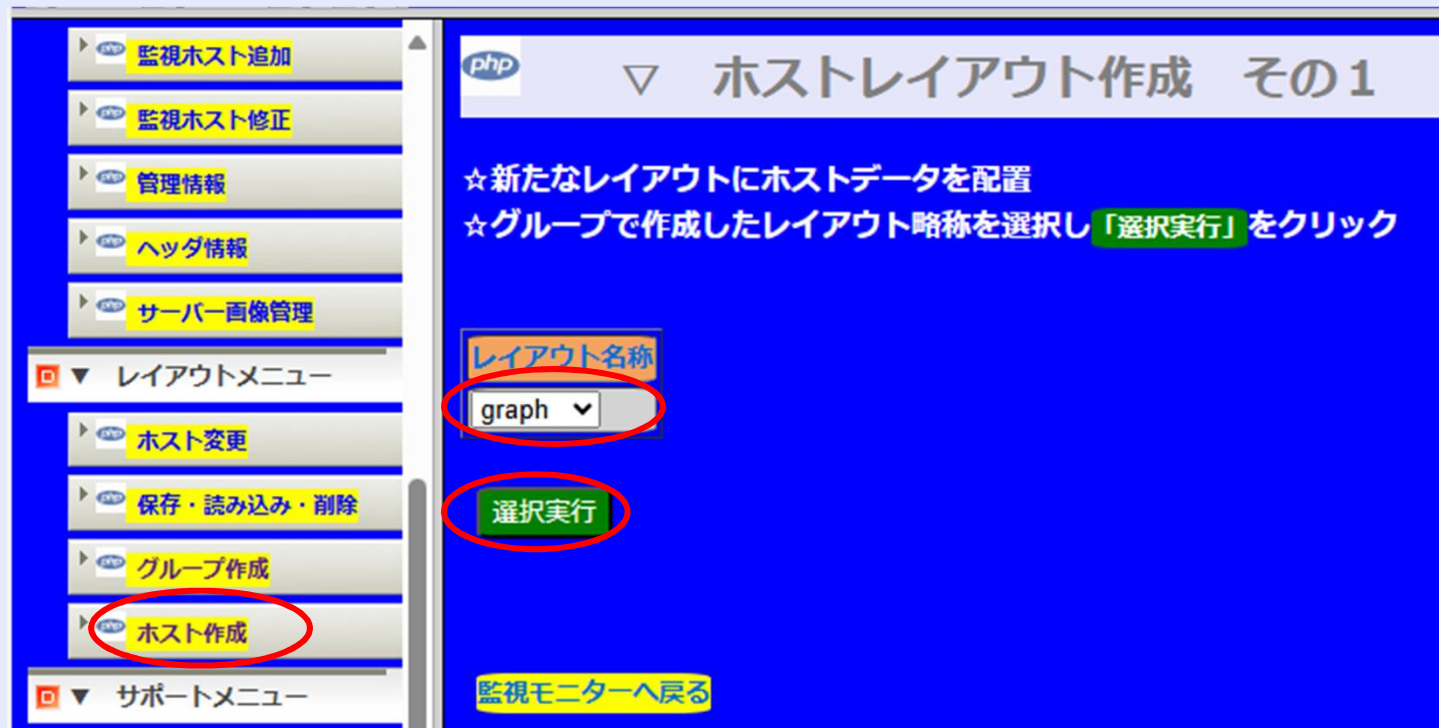 監視ホスト追加
監視ホスト修正
管理情報
ヘッダ情報
サーバー画像管理
▼ レイアウトメニュー
ホスト変更
保存・読み込み・削除
グループ作成
ホスト作成
▼ サポートメニュー
php
▽ ホストレイアウト作成 その1
☆新たなレイアウトにホストデータを配置
☆グループで作成したレイアウト略称を選択し「選択実行」をクリック
レイアウト名称
graph
選択実行
監視モニターへ戻る